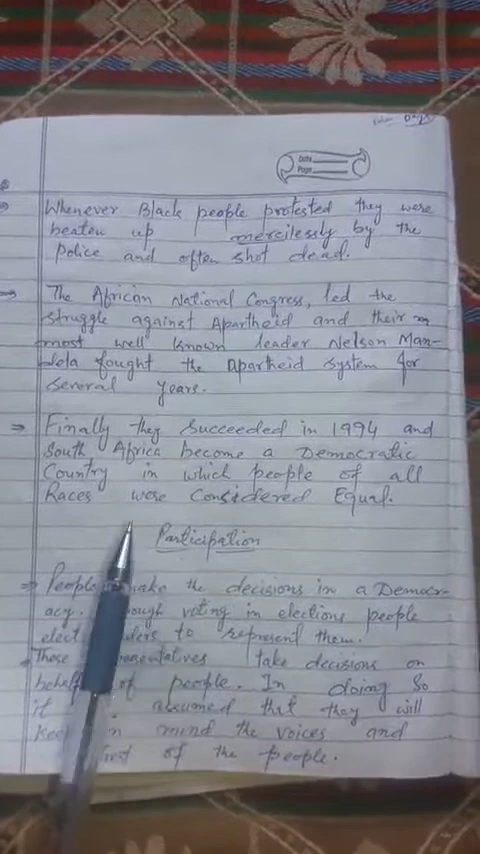 Date
Page
Whenever Black people protested they were
beaten up mercilessly by the
Police and often shot dead.
⇒ The African National Congress, led the
struggle against Apartheid and their
most well known leader Nelson Man-
dela fought the apartheid system for
several years.
⇒ Finally they succeeded in 1994 and
South Africa become a Democratic
Country in which people of all
Races were Considered Equal.
Participation
⇒ People make the decisions in a Democr-
acy. voting in elections people
elect to represent them.
These take decisions on
behalf of people. In doing so
it assumed that they will
keep in mind the voices and
of the people.